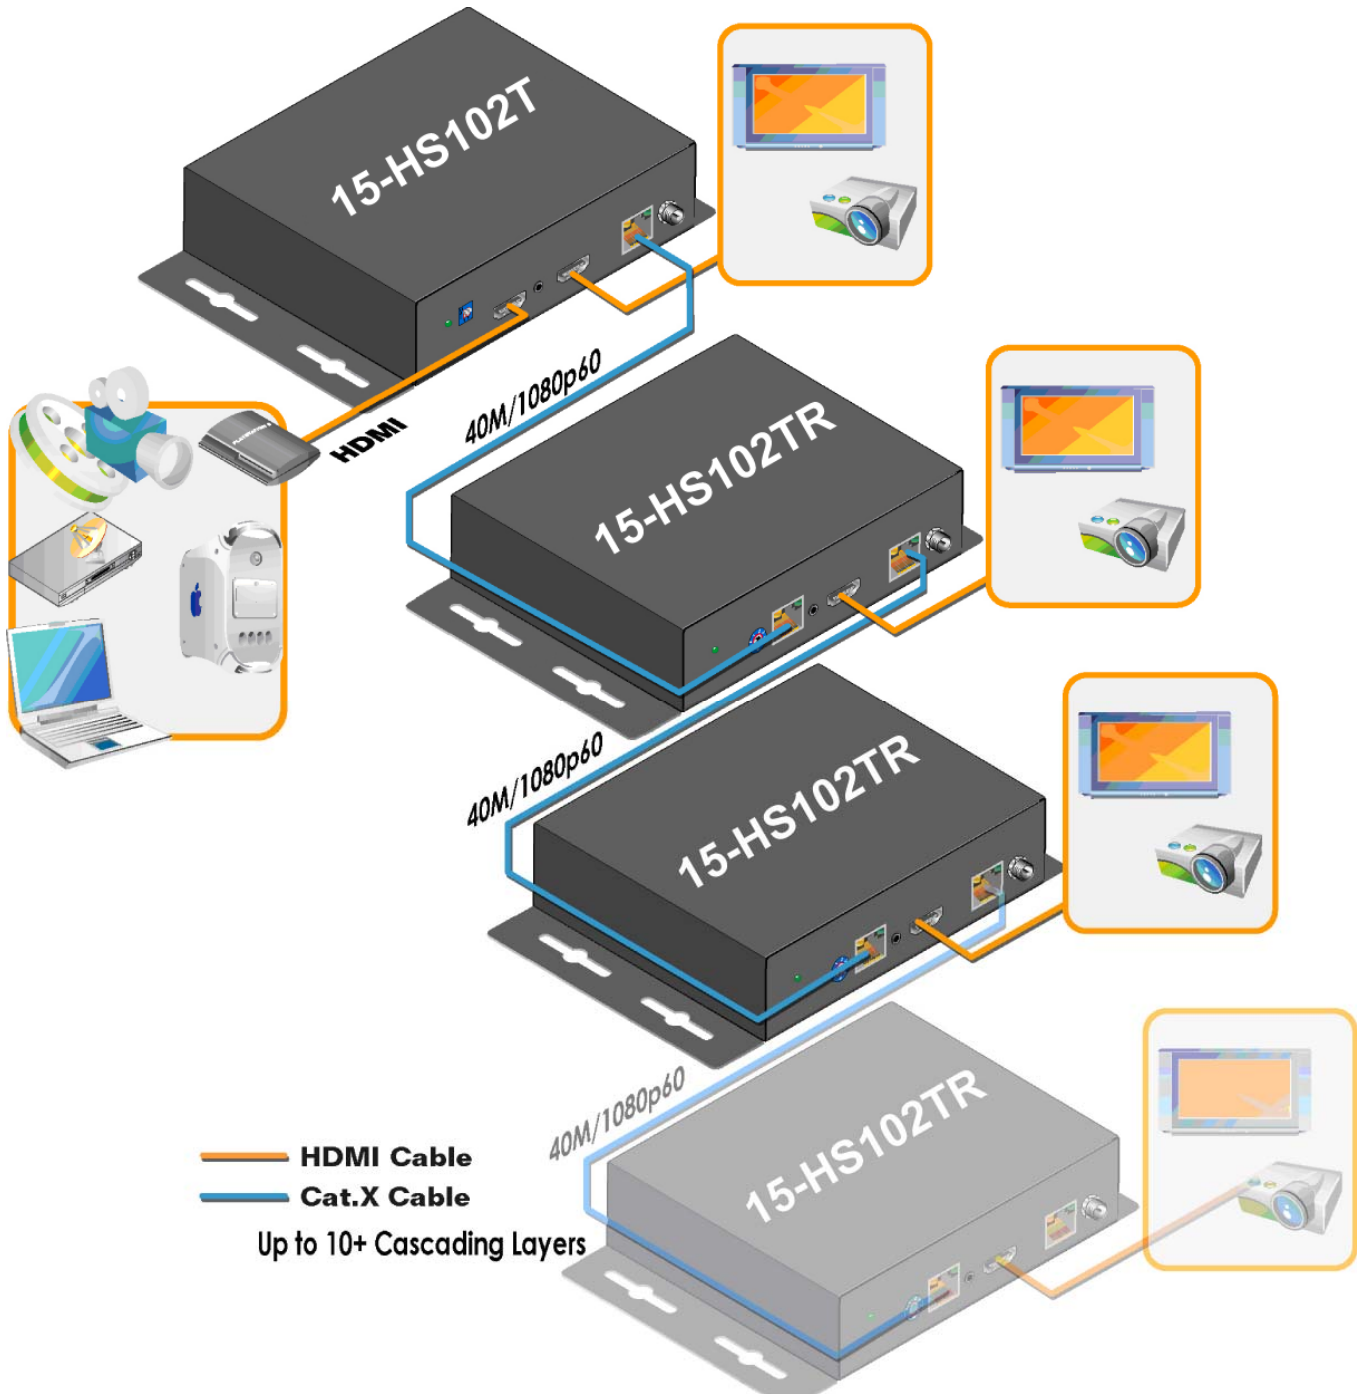 15-HS102T
40M/1080p60
HDMI
15-HS102TR
40M/1080p60
15-HS102TR
40M/1080p60
15-HS102TR
HDMI Cable
Cat.X Cable
Up to 10+ Cascading Layers